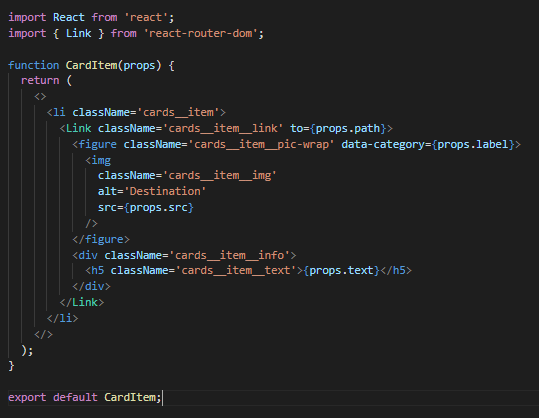 import React from 'react';
import { Link } from 'react-router-dom';

function CardItem(props) {
  return (
    <>
      <li className='cards__item'>
        <Link className='cards__item__link' to={props.path}>
          <figure className='cards__item__pic-wrap' data-category={props.label}>
            <img
              className='cards__item__img'
              alt='Destination'
              src={props.src}
            />
          </figure>
          <div className='cards__item__info'>
            <h5 className='cards__item__text'>{props.text}</h5>
          </div>
        </Link>
      </li>
    </>
  );
}

export default CardItem;